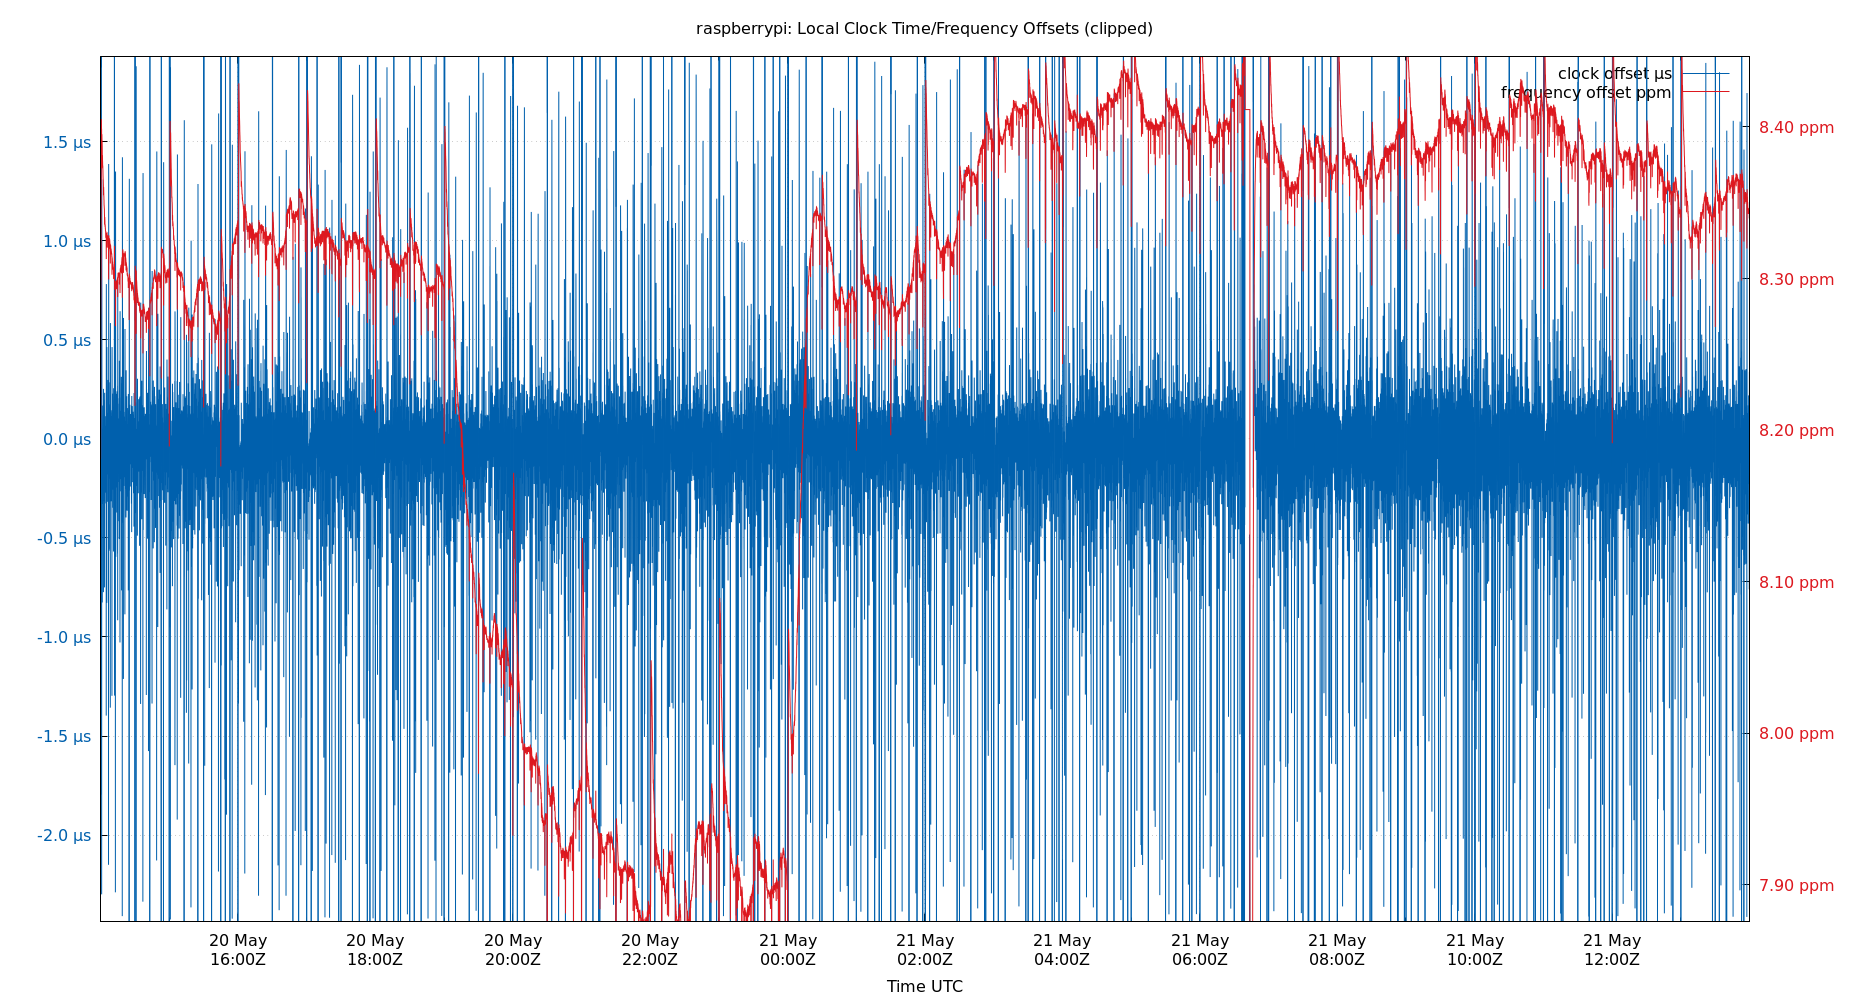 raspberrypi: Local Clock Time/Frequency Offsets (clipped)
clock offset µs
frequency offset ppm
1.5 µs
1.0 µs
0.5 µs
0.0 µs
-0.5 µs
-1.0 µs
-1.5 µs
-2.0 µs
8.40 ppm
8.30 ppm
8.20 ppm
8.10 ppm
8.00 ppm
7.90 ppm
20 May 20 May 20 May 20 May 21 May 21 May 21 May 21 May 21 May 21 May 21 May
16:00Z 18:00Z 20:00Z 22:00Z 00:00Z 02:00Z 04:00Z 06:00Z 08:00Z 10:00Z 12:00Z
Time UTC